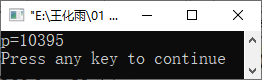 "E:\王化雨\01 ...
p=10395
Press any key to continue